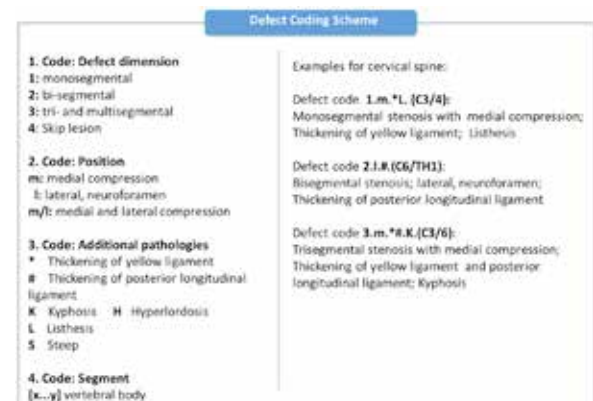 Defect Coding Scheme
1. Code: Defect dimension
1: monosegmental
2: bi-segmental
3: tri- and multisegmental
4: Skip lesion
2. Code: Position
m: medial compression
l: lateral, neuroforamen
m/l: medial and lateral compression
3. Code: Additional pathologies
* Thickening of yellow ligament
# Thickening of posterior longitudinal
ligament
K Kyphosis H Hyperlordosis
L Listhesis
S Steep
4. Code: Segment
[x...y] vertebral body
Examples for cervical spine:
Defect code 1.m.*L. (C3/4):
Monosegmental stenosis with medial compression;
Thickening of yellow ligament; Listhesis
Defect code 2.l.#.(C6/TH1):
Bisegmental stenosis; lateral, neuroforamen;
Thickening of posterior longitudinal ligament
Defect code 3.m.*#.K.(C3/6):
Trisegmental stenosis with medial compression;
Thickening of yellow ligament and posterior
longitudinal ligament; Kyphosis